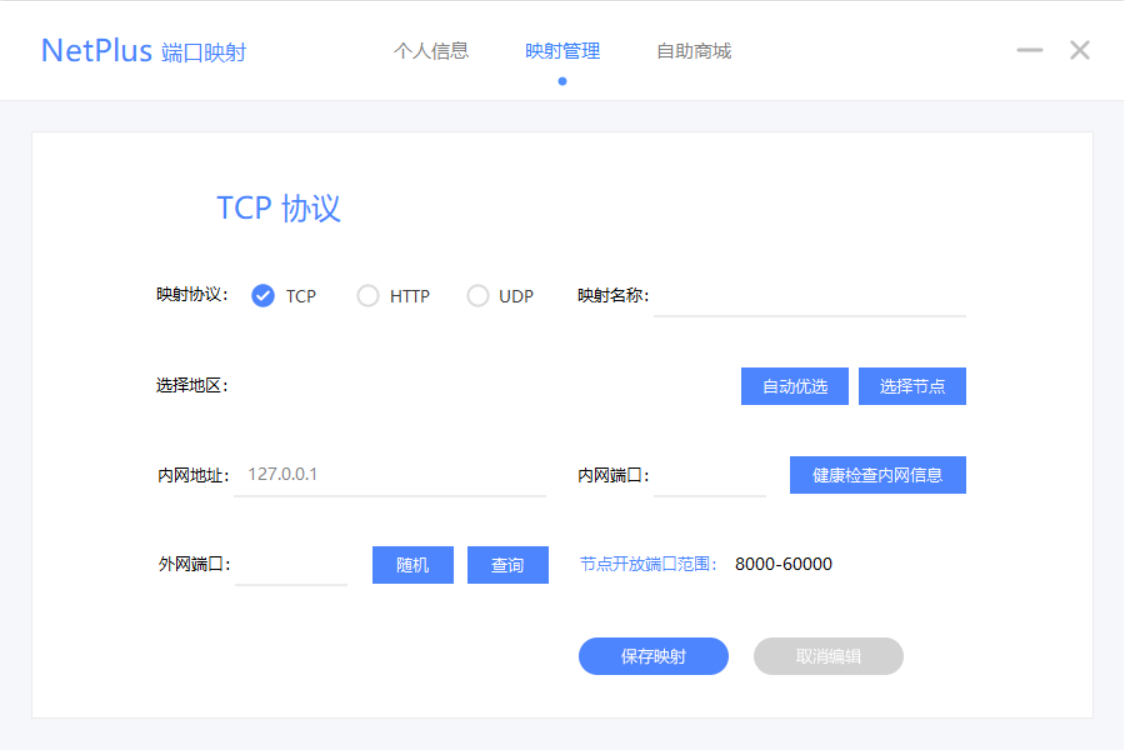 NetPlus 端口映射 个人信息 映射管理 自助商城
TCP 协议
映射协议： TCP HTTP UDP 映射名称：
选择地区： 自动优选 选择节点
内网地址： 127.0.0.1 内网端口： 健康检查内网信息
外网端口： 随机 查询 节点开放端口范围： 8000-60000
保存映射 取消编辑